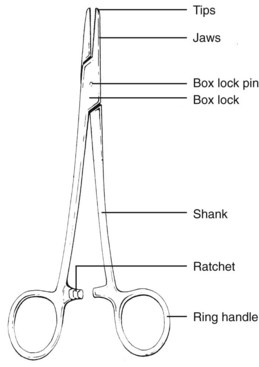 Tips
Jaws
Box lock pin
Box lock
Shank
Ratchet
Ring handle